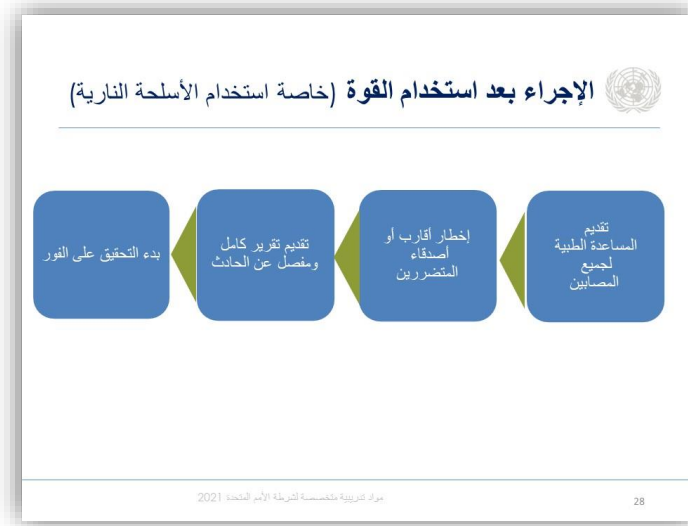 الإجراء بعد استخدام القوة (خاصة استخدام الأسلحة النارية)
تقديم
المساعدة الطبية
لجميع
المصابين
إخطار أقارب أو
أصدقاء
المتضررين
تقديم تقرير كامل
ومفصل عن الحادث
بدء التحقيق على الفور
مواد تدريبية متخصصة لشرطة الأمم المتحدة 2021
28